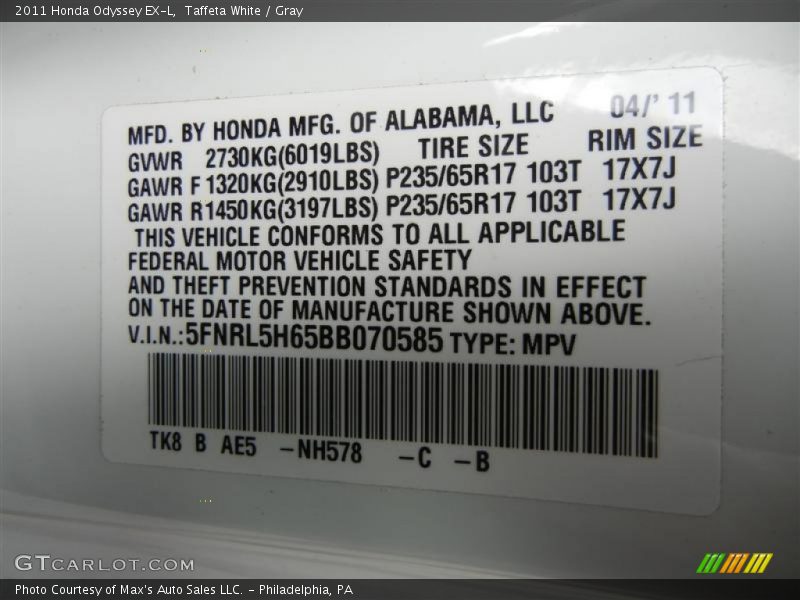 2011 Honda Odyssey EX-L,  Taffeta White / Gray
MFD. BY HONDA MFG. OF ALABAMA, LLC 04/' 11
GVWR 2730KG(6019LBS) TIRE SIZE RIM SIZE
GAWR F 1320KG(2910LBS) P235/65R17 103T 17X7J
GAWR R1450KG(3197LBS) P235/65R17 103T 17X7J
THIS VEHICLE CONFORMS TO ALL APPLICABLE
FEDERAL MOTOR VEHICLE SAFETY
AND THEFT PREVENTION STANDARDS IN EFFECT
ON THE DATE OF MANUFACTURE SHOWN ABOVE.
V.I.N.:5FNRL5H65BB070585 TYPE: MPV
TK8 B AE5 -NH578 -C -B
GTCARLOT.COM
Photo Courtesy of Max's Auto Sales LLC. - Philadelphia, PA